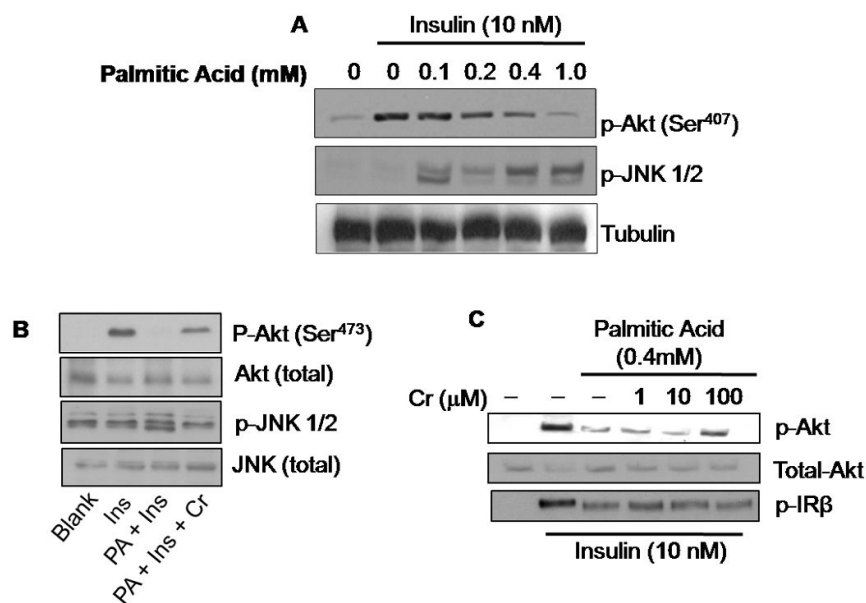 A
Insulin (10 nM)
Palmitic Acid (mM) 0 0 0.1 0.2 0.4 1.0
p-Akt (Ser⁴⁰⁷)
p-JNK 1/2
Tubulin
B
P-Akt (Ser⁴⁷³)
Akt (total)
p-JNK 1/2
JNK (total)
Blank Ins PA + Ins PA + Ins + Cr
C
Palmitic Acid
(0.4mM)
Cr (μM) – – – 1 10 100
p-Akt
Total-Akt
p-IRβ
Insulin (10 nM)